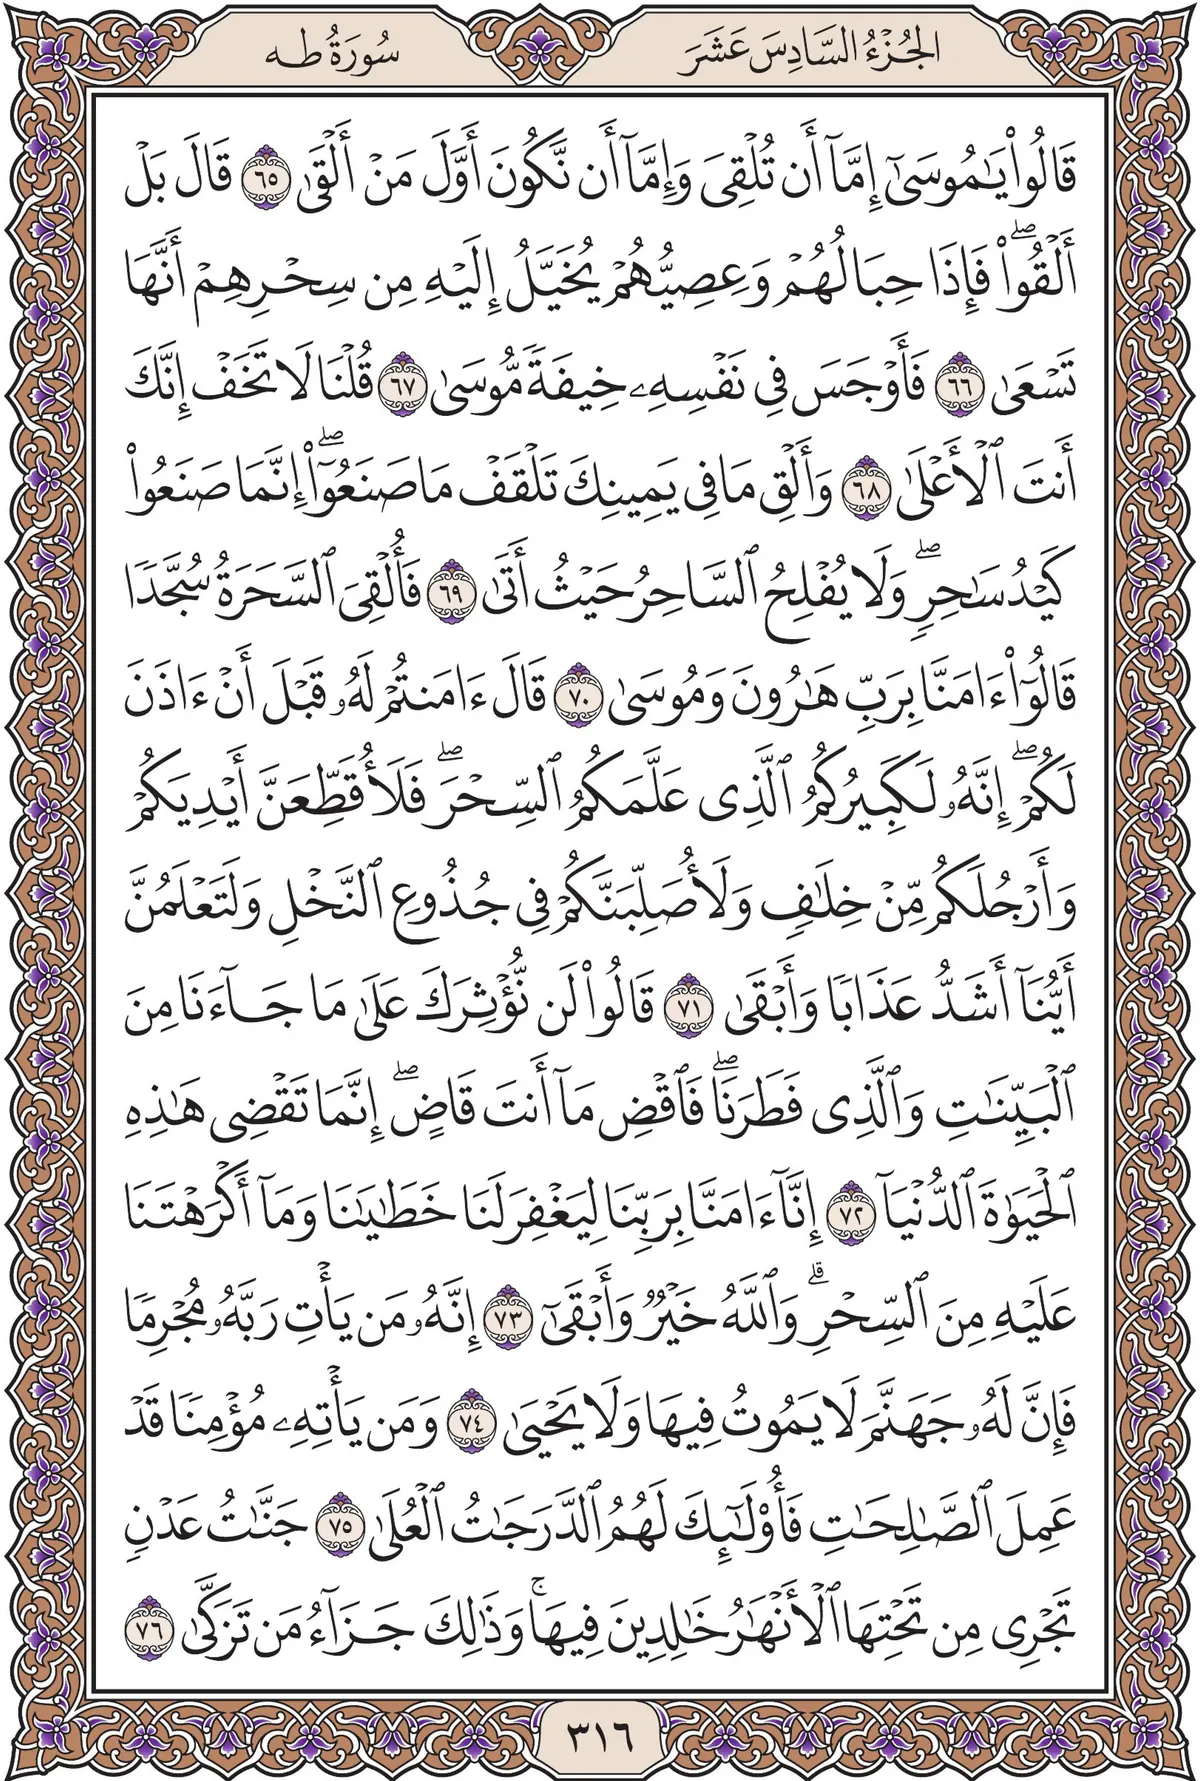 الجُزْءُ السَّادِسَ عَشَرَ
سُورَةُ طه
قَالُوا۟ يَـٰمُوسَىٰٓ إِمَّآ أَن تُلْقِىَ وَإِمَّآ أَن نَّكُونَ أَوَّلَ مَنْ أَلْقَىٰ ٦٥ قَالَ بَلْ
أَلْقُوا۟ۖ فَإِذَا حِبَالُهُمْ وَعِصِيُّهُمْ يُخَيَّلُ إِلَيْهِ مِن سِحْرِهِمْ أَنَّهَا
تَسْعَىٰ ٦٦ فَأَوْجَسَ فِى نَفْسِهِۦ خِيفَةً مُّوسَىٰ ٦٧ قُلْنَا لَا تَخَفْ إِنَّكَ
أَنتَ ٱلْأَعْلَىٰ ٦٨ وَأَلْقِ مَا فِى يَمِينِكَ تَلْقَفْ مَا صَنَعُوٓا۟ۖ إِنَّمَا صَنَعُوا۟
كَيْدُ سَـٰحِرٍۖ وَلَا يُفْلِحُ ٱلسَّاحِرُ حَيْثُ أَتَىٰ ٦٩ فَأُلْقِىَ ٱلسَّحَرَةُ سُجَّدًا
قَالُوٓا۟ ءَامَنَّا بِرَبِّ هَـٰرُونَ وَمُوسَىٰ ٧٠ قَالَ ءَامَنتُمْ لَهُۥ قَبْلَ أَنْ ءَاذَنَ
لَكُمْۖ إِنَّهُۥ لَكَبِيرُكُمُ ٱلَّذِى عَلَّمَكُمُ ٱلسِّحْرَۖ فَلَأُقَطِّعَنَّ أَيْدِيَكُمْ
وَأَرْجُلَكُم مِّنْ خِلَـٰفٍ وَلَأُصَلِّبَنَّكُمْ فِى جُذُوعِ ٱلنَّخْلِ وَلَتَعْلَمُنَّ
أَيُّنَآ أَشَدُّ عَذَابًا وَأَبْقَىٰ ٧١ قَالُوا۟ لَن نُّؤْثِرَكَ عَلَىٰ مَا جَآءَنَا مِنَ
ٱلْبَيِّنَـٰتِ وَٱلَّذِى فَطَرَنَاۖ فَٱقْضِ مَآ أَنتَ قَاضٍۖ إِنَّمَا تَقْضِى هَـٰذِهِ
ٱلْحَيَوٰةَ ٱلدُّنْيَآ ٧٢ إِنَّآ ءَامَنَّا بِرَبِّنَا لِيَغْفِرَ لَنَا خَطَـٰيَـٰنَا وَمَآ أَكْرَهْتَنَا
عَلَيْهِ مِنَ ٱلسِّحْرِۗ وَٱللَّهُ خَيْرٌ وَأَبْقَىٰٓ ٧٣ إِنَّهُۥ مَن يَأْتِ رَبَّهُۥ مُجْرِمًا
فَإِنَّ لَهُۥ جَهَنَّمَ لَا يَمُوتُ فِيهَا وَلَا يَحْيَىٰ ٧٤ وَمَن يَأْتِهِۦ مُؤْمِنًا قَدْ
عَمِلَ ٱلصَّـٰلِحَـٰتِ فَأُو۟لَـٰٓئِكَ لَهُمُ ٱلدَّرَجَـٰتُ ٱلْعُلَىٰ ٧٥ جَنَّـٰتُ عَدْنٍ
تَجْرِى مِن تَحْتِهَا ٱلْأَنْهَـٰرُ خَـٰلِدِينَ فِيهَاۚ وَذَٰلِكَ جَزَآءُ مَن تَزَكَّىٰ ٧٦
٣١٦